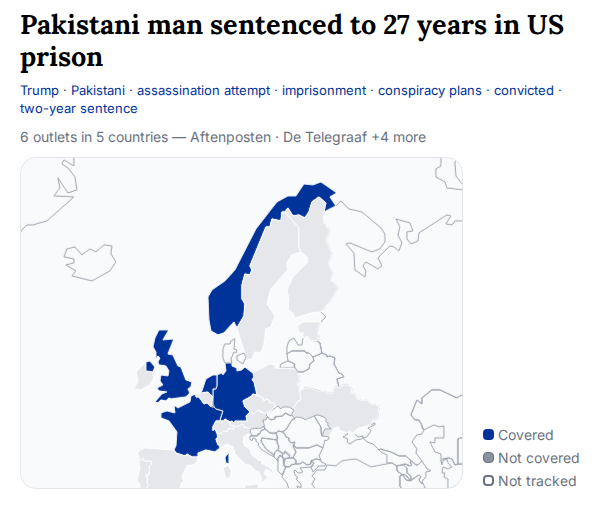 Pakistani man sentenced to 27 years in US
prison
Trump · Pakistani · assassination attempt · imprisonment · conspiracy plans · convicted ·
two-year sentence
6 outlets in 5 countries — Aftenposten · De Telegraaf +4 more
Covered
Not covered
Not tracked